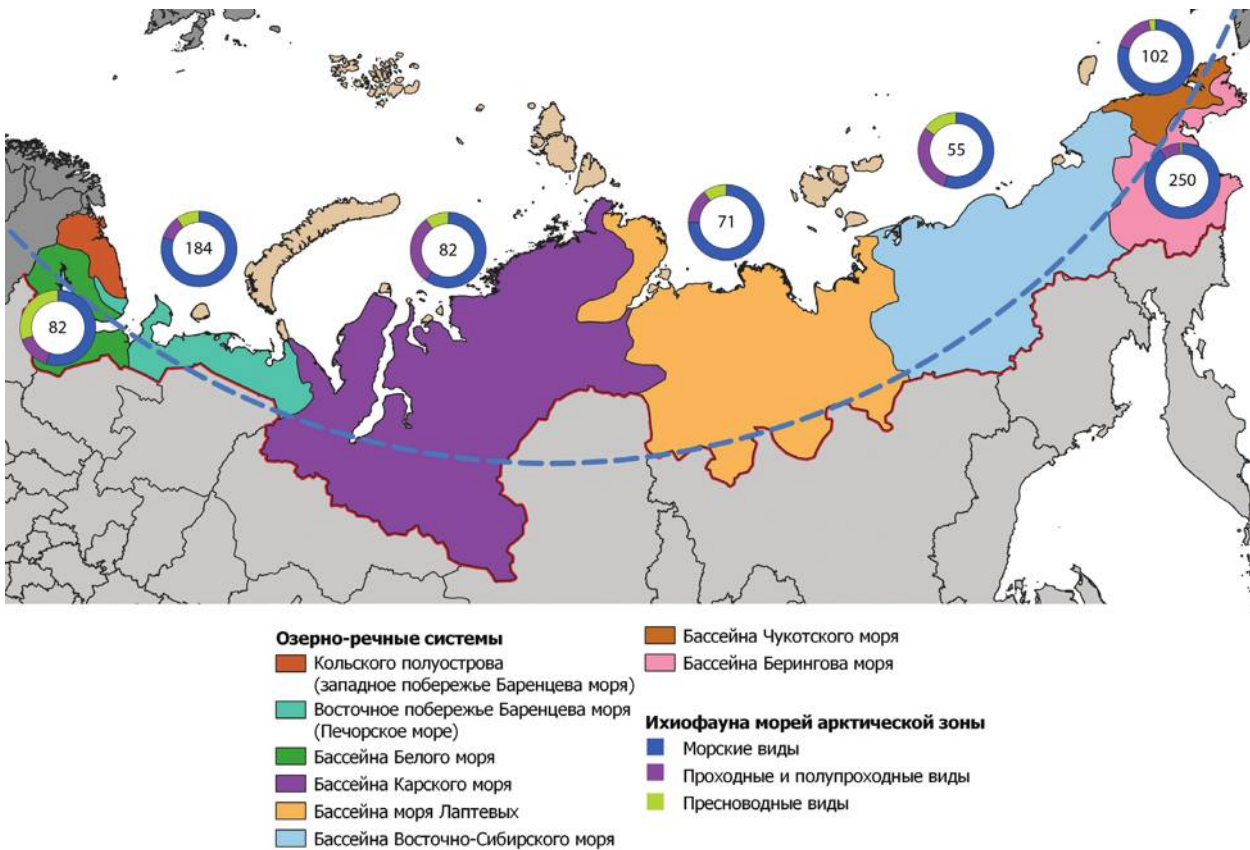 102
55
250
184
82
71
82
Озерно-речные системы
Кольского полуострова
(западное побережье Баренцева моря)
Восточное побережье Баренцева моря
(Печорское море)
Бассейна Белого моря
Бассейна Карского моря
Бассейна моря Лаптевых
Бассейна Восточно-Сибирского моря
Бассейна Чукотского моря
Бассейна Берингова моря
Ихиофауна морей арктической зоны
Морские виды
Проходные и полупроходные виды
Пресноводные виды